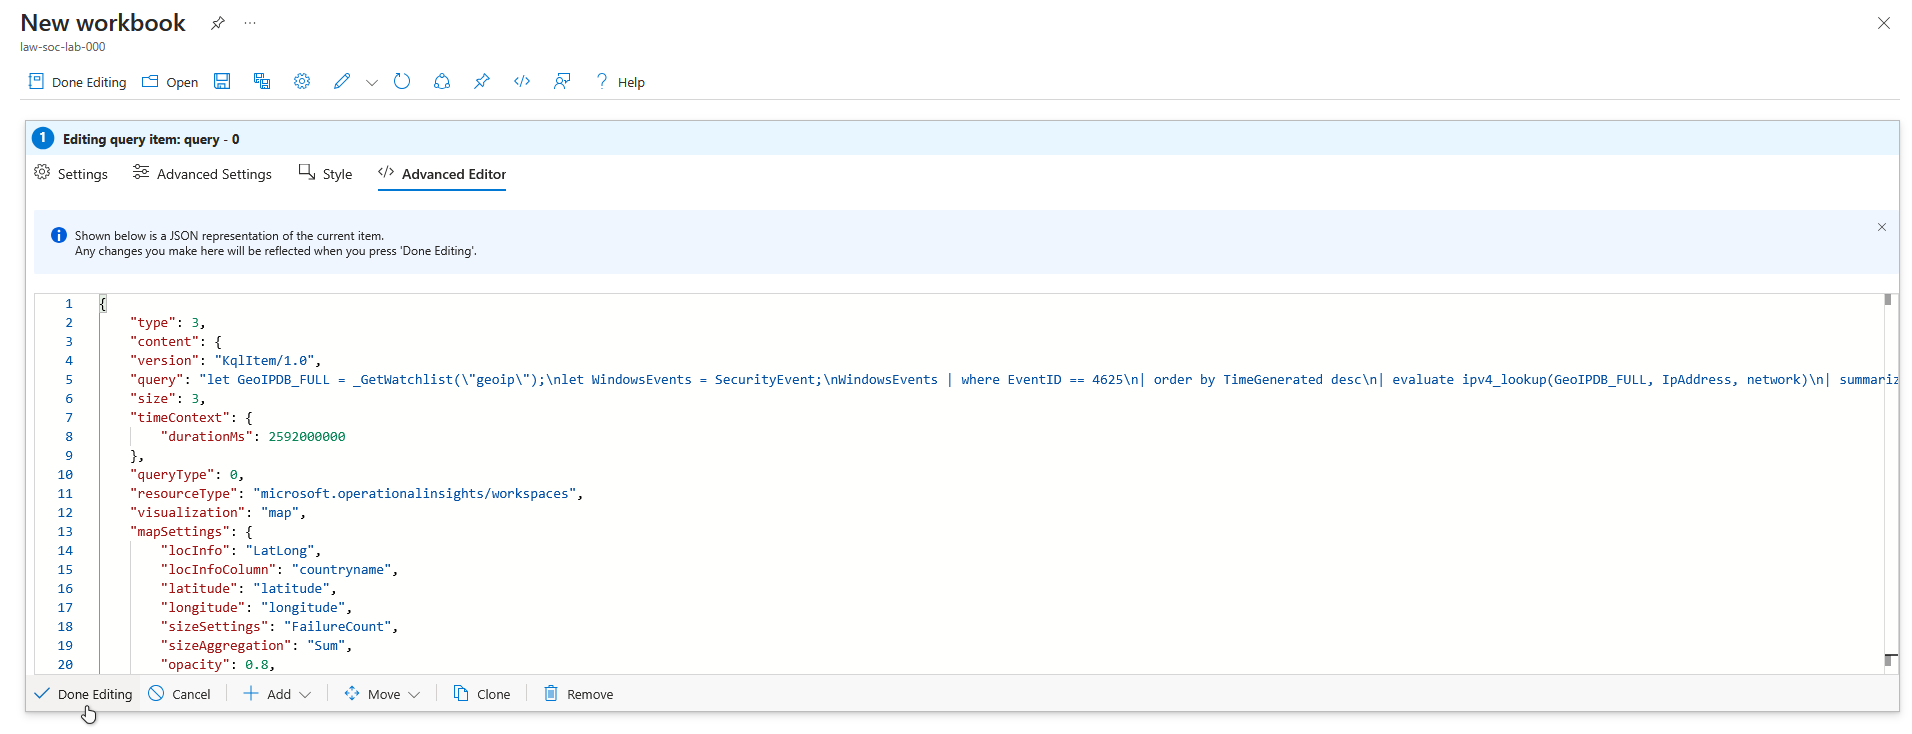 New workbook
law-soc-lab-000
Done Editing Open Help
1 Editing query item: query - 0
Settings Advanced Settings Style </> Advanced Editor
Shown below is a JSON representation of the current item.
Any changes you make here will be reflected when you press 'Done Editing'.
1 {
2 "type": 3,
3 "content": {
4 "version": "KqlItem/1.0",
5 "query": "let GeoIPDB_FULL = _GetWatchlist(\"geoip\");\nlet WindowsEvents = SecurityEvent;\nWindowsEvents | where EventID == 4625\n| order by TimeGenerated desc\n| evaluate ipv4_lookup(GeoIPDB_FULL, IpAddress, network)\n| summariz
6 "size": 3,
7 "timeContext": {
8 "durationMs": 2592000000
9 },
10 "queryType": 0,
11 "resourceType": "microsoft.operationalinsights/workspaces",
12 "visualization": "map",
13 "mapSettings": {
14 "locInfo": "LatLong",
15 "locInfoColumn": "countryname",
16 "latitude": "latitude",
17 "longitude": "longitude",
18 "sizeSettings": "FailureCount",
19 "sizeAggregation": "Sum",
20 "opacity": 0.8,
Done Editing Cancel Add Move Clone Remove